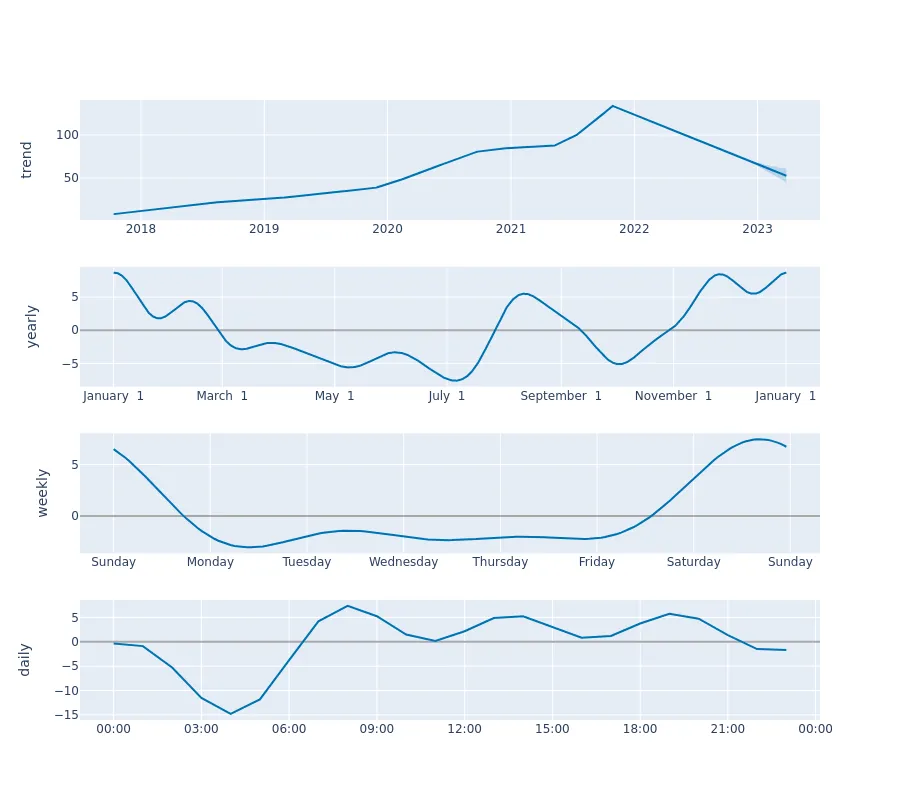 trend
100
50
2018 2019 2020 2021 2022 2023
yearly
5
0
−5
January 1 March 1 May 1 July 1 September 1 November 1 January 1
weekly
5
0
Sunday Monday Tuesday Wednesday Thursday Friday Saturday Sunday
daily
5
0
−5
−10
−15
00:00 03:00 06:00 09:00 12:00 15:00 18:00 21:00 00:00